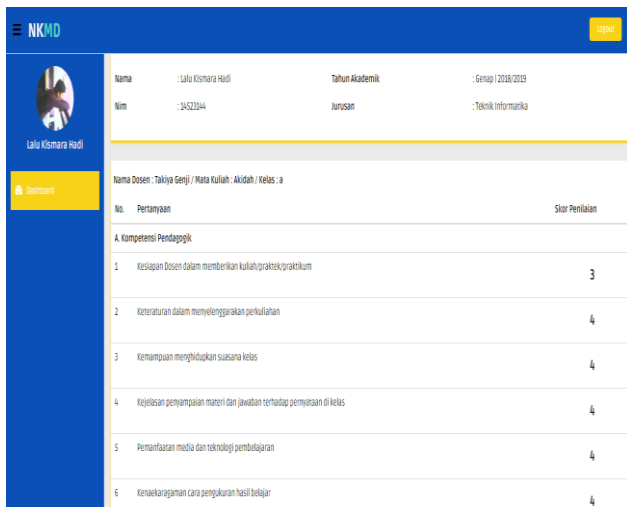 NKMD
Logout
Nama : Lalu Kismara Hadi Tahun Akademik : Genap | 2018/2019
Nim : 14523144 Jurusan : Teknik Informatika
Lalu Kismara Hadi
Dashboard
Nama Dosen : Takiya Genji / Mata Kuliah : Akidah / Kelas : a
No. Pertanyaan Skor Penilaian
A. Kompetensi Pendagogik
1 Kesiapan Dosen dalam memberikan kuliah/praktek/praktikum 3
2 Keteraturan dalam menyelenggarakan perkuliahan 4
3 Kemampuan menghidupkan suasana kelas 4
4 Kejelasan penyampaian materi dan jawaban terhadap pernyataan di kelas 4
5 Pemanfaatan media dan teknologi pembelajaran 4
6 Kenaekaragaman cara pengukuran hasil belajar 4